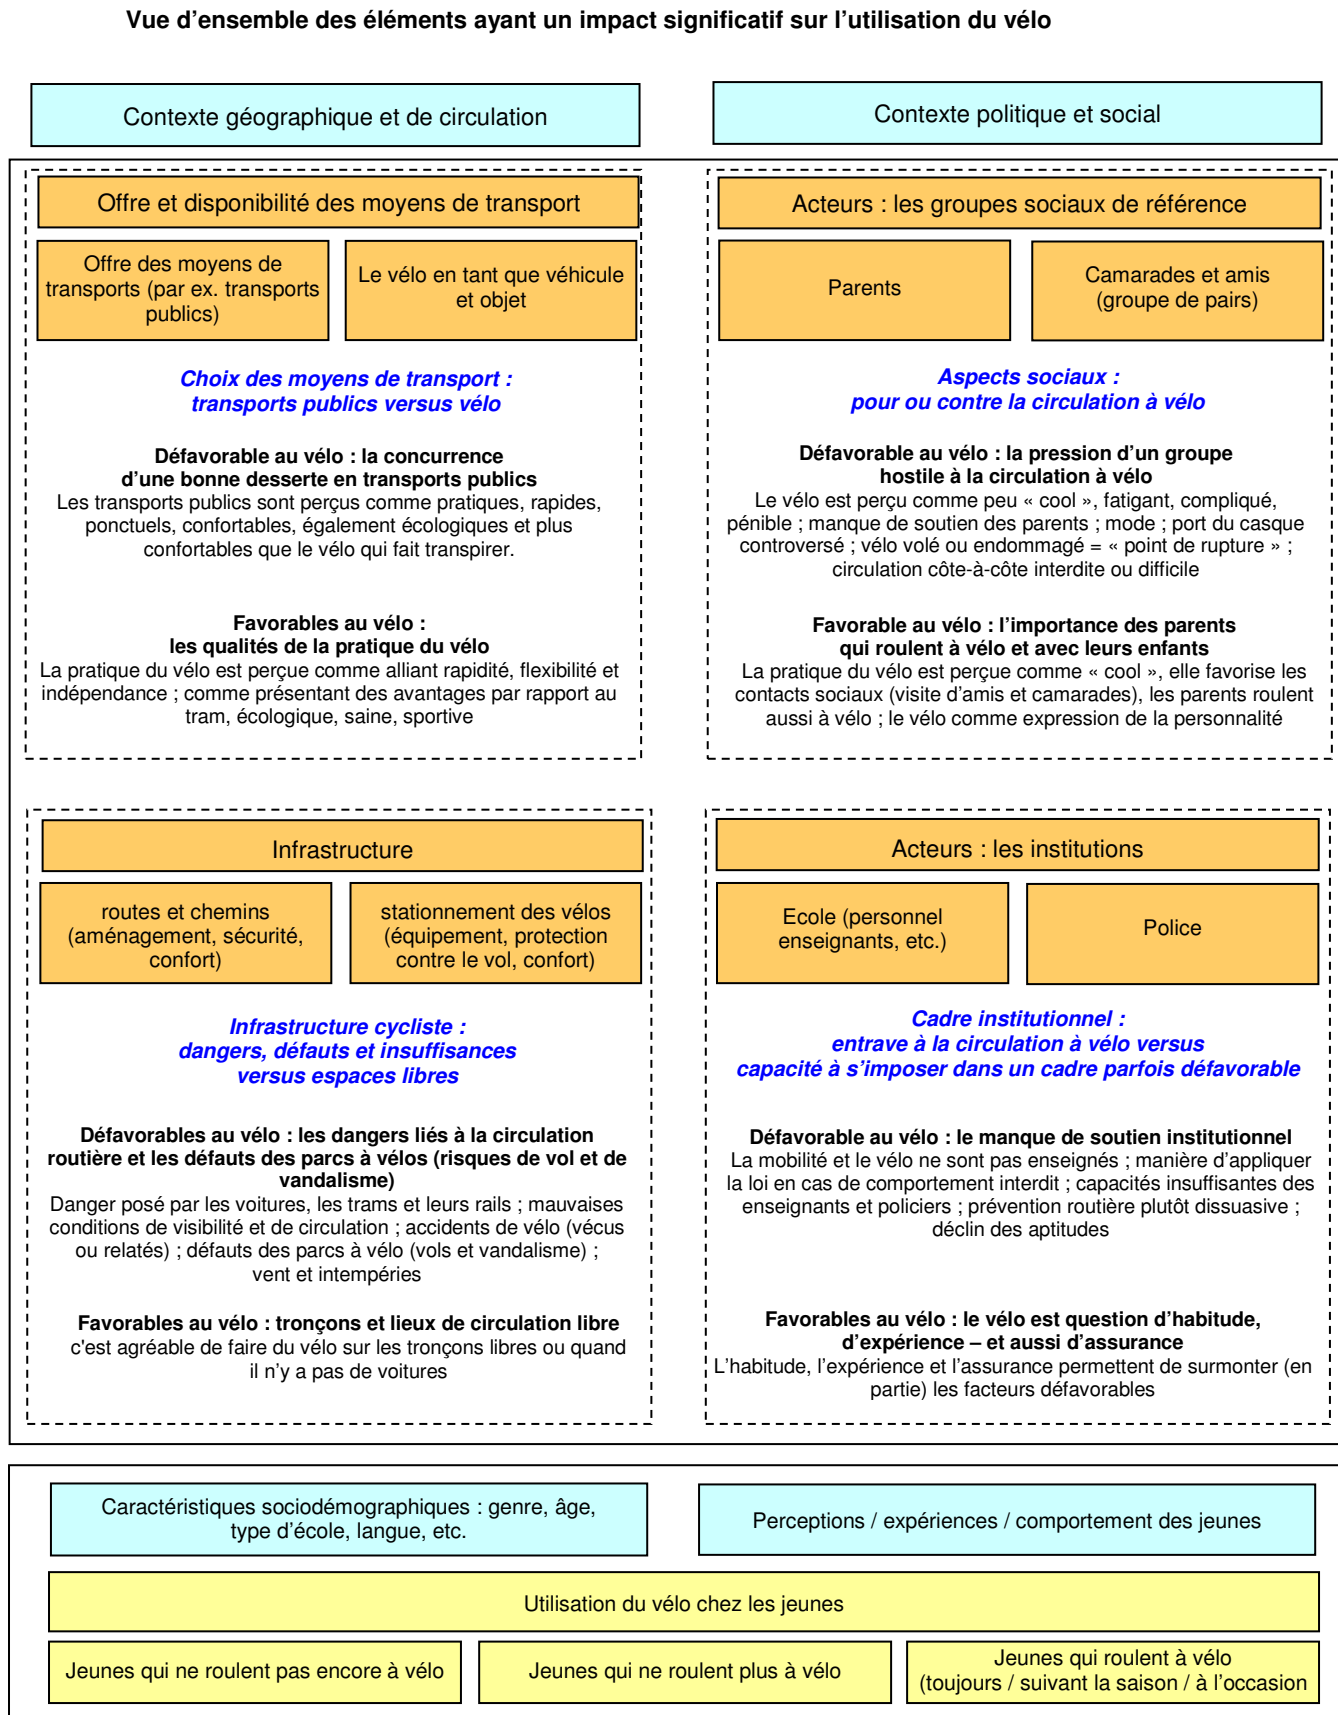 Vue d’ensemble des éléments ayant un impact significatif sur l’utilisation du vélo
Contexte géographique et de circulation
Contexte politique et social
Offre et disponibilité des moyens de transport
Offre des moyens de
transports (par ex. transports
publics)
Le vélo en tant que véhicule
et objet
Choix des moyens de transport :
transports publics versus vélo
Défavorable au vélo : la concurrence
d’une bonne desserte en transports publics
Les transports publics sont perçus comme pratiques, rapides,
ponctuels, confortables, également écologiques et plus
confortables que le vélo qui fait transpirer.
Favorables au vélo :
les qualités de la pratique du vélo
La pratique du vélo est perçue comme alliant rapidité, flexibilité et
indépendance ; comme présentant des avantages par rapport au
tram, écologique, saine, sportive
Acteurs : les groupes sociaux de référence
Parents
Camarades et amis
(groupe de pairs)
Aspects sociaux :
pour ou contre la circulation à vélo
Défavorable au vélo : la pression d’un groupe
hostile à la circulation à vélo
Le vélo est perçu comme peu « cool », fatigant, compliqué,
pénible ; manque de soutien des parents ; mode ; port du casque
controversé ; vélo volé ou endommagé = « point de rupture » ;
circulation côte-à-côte interdite ou difficile
Favorable au vélo : l’importance des parents
qui roulent à vélo et avec leurs enfants
La pratique du vélo est perçue comme « cool », elle favorise les
contacts sociaux (visite d’amis et camarades), les parents roulent
aussi à vélo ; le vélo comme expression de la personnalité
Infrastructure
routes et chemins
(aménagement, sécurité,
confort)
stationnement des vélos
(équipement, protection
contre le vol, confort)
Infrastructure cycliste :
dangers, défauts et insuffisances
versus espaces libres
Défavorables au vélo : les dangers liés à la circulation
routière et les défauts des parcs à vélos (risques de vol et de
vandalisme)
Danger posé par les voitures, les trams et leurs rails ; mauvaises
conditions de visibilité et de circulation ; accidents de vélo (vécus
ou relatés) ; défauts des parcs à vélo (vols et vandalisme) ;
vent et intempéries
Favorables au vélo : tronçons et lieux de circulation libre
c'est agréable de faire du vélo sur les tronçons libres ou quand
il n’y a pas de voitures
Acteurs : les institutions
Ecole (personnel
enseignants, etc.)
Police
Cadre institutionnel :
entrave à la circulation à vélo versus
capacité à s’imposer dans un cadre parfois défavorable
Défavorable au vélo : le manque de soutien institutionnel
La mobilité et le vélo ne sont pas enseignés ; manière d’appliquer
la loi en cas de comportement interdit ; capacités insuffisantes des
enseignants et policiers ; prévention routière plutôt dissuasive ;
déclin des aptitudes
Favorables au vélo : le vélo est question d’habitude,
d’expérience – et aussi d’assurance
L’habitude, l’expérience et l’assurance permettent de surmonter (en
partie) les facteurs défavorables
Caractéristiques sociodémographiques : genre, âge,
type d’école, langue, etc.
Perceptions / expériences / comportement des jeunes
Utilisation du vélo chez les jeunes
Jeunes qui ne roulent pas encore à vélo
Jeunes qui ne roulent plus à vélo
Jeunes qui roulent à vélo
(toujours / suivant la saison / à l’occasion